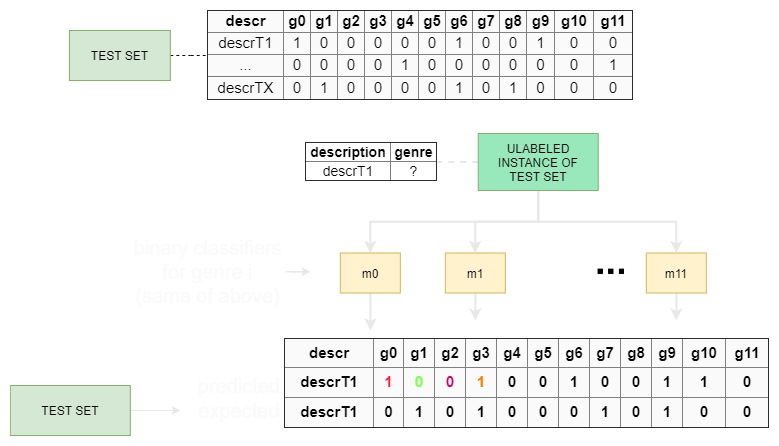 descr g0 g1 g2 g3 g4 g5 g6 g7 g8 g9 g10 g11
TEST SET
descrT1 1 0 0 0 0 0 1 0 0 1 0 0
... 0 0 0 0 1 0 0 0 0 0 0 1
descrTX 0 1 0 0 0 0 1 0 1 0 0 0
description genre
descrT1 ?
ULABELED
INSTANCE OF
TEST SET
binary classifiers
for genre i
(same of above)
m0 m1 ... m11
descr g0 g1 g2 g3 g4 g5 g6 g7 g8 g9 g10 g11
predicted descrT1 1 0 0 1 0 0 1 0 0 1 1 0
TEST SET
expected descrT1 0 1 0 1 0 0 0 1 0 1 0 0